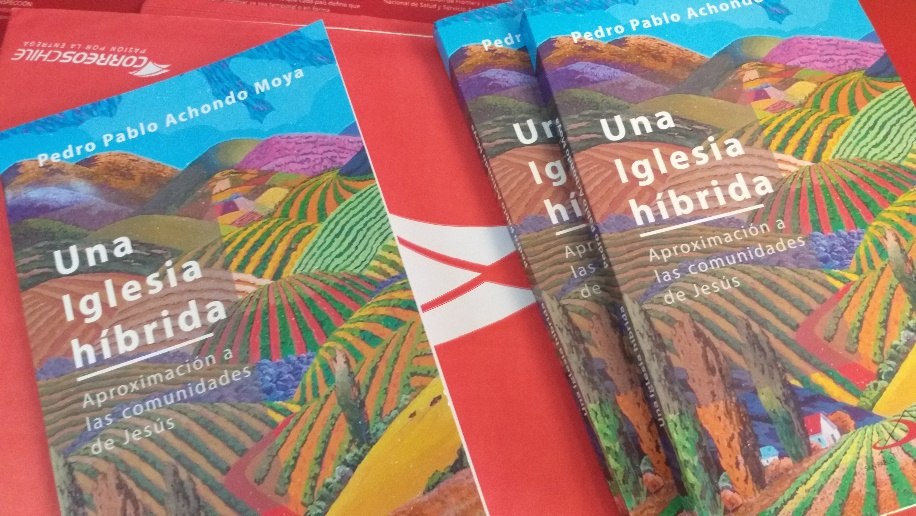 CORREOSCHILE
PASIÓN POR LA ENTREGA
Pedro Pablo Achondo Moya
Una
Iglesia
híbrida
Aproximación a
las comunidades
de Jesús
Pedro Pablo Achondo
Una
Iglesia
híbrida
Aproximación a
las comunidades
de Jesús